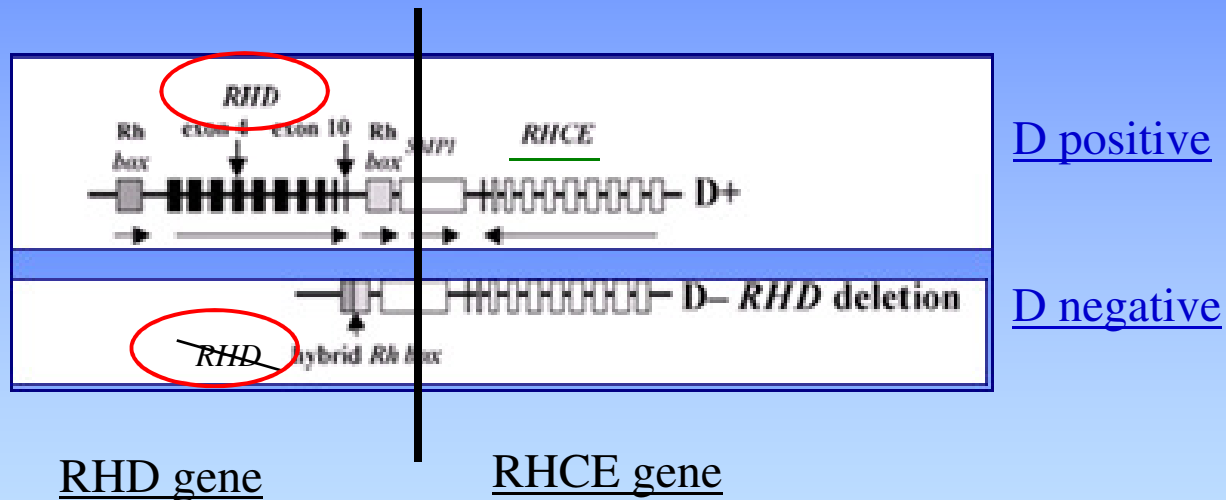 RHD
Rh exon 4 exon 10 Rh SMP1 RHCE
box box
D+
D positive
D– RHD deletion
D negative
RHD hybrid Rh box
RHD gene RHCE gene